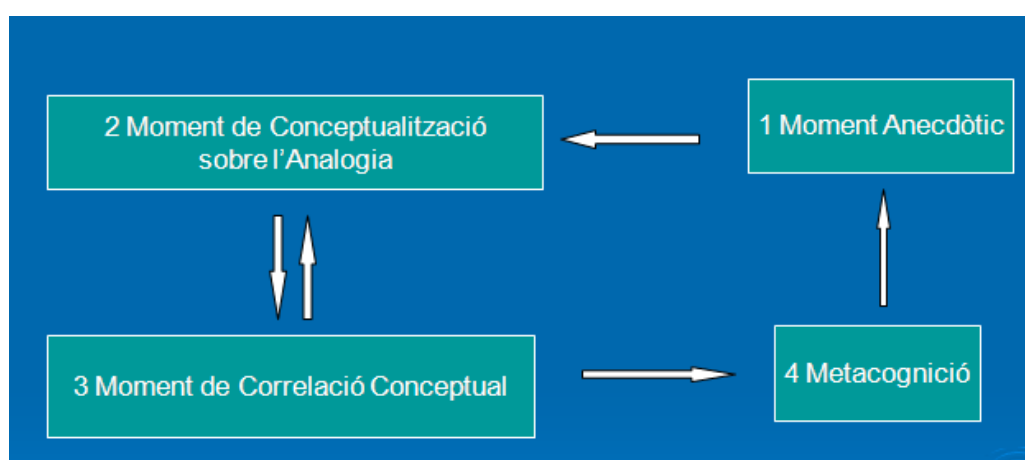 2 Moment de Conceptualització
sobre l'Analogia
1 Moment Anecdòtic
3 Moment de Correlació Conceptual
4 Metacognició